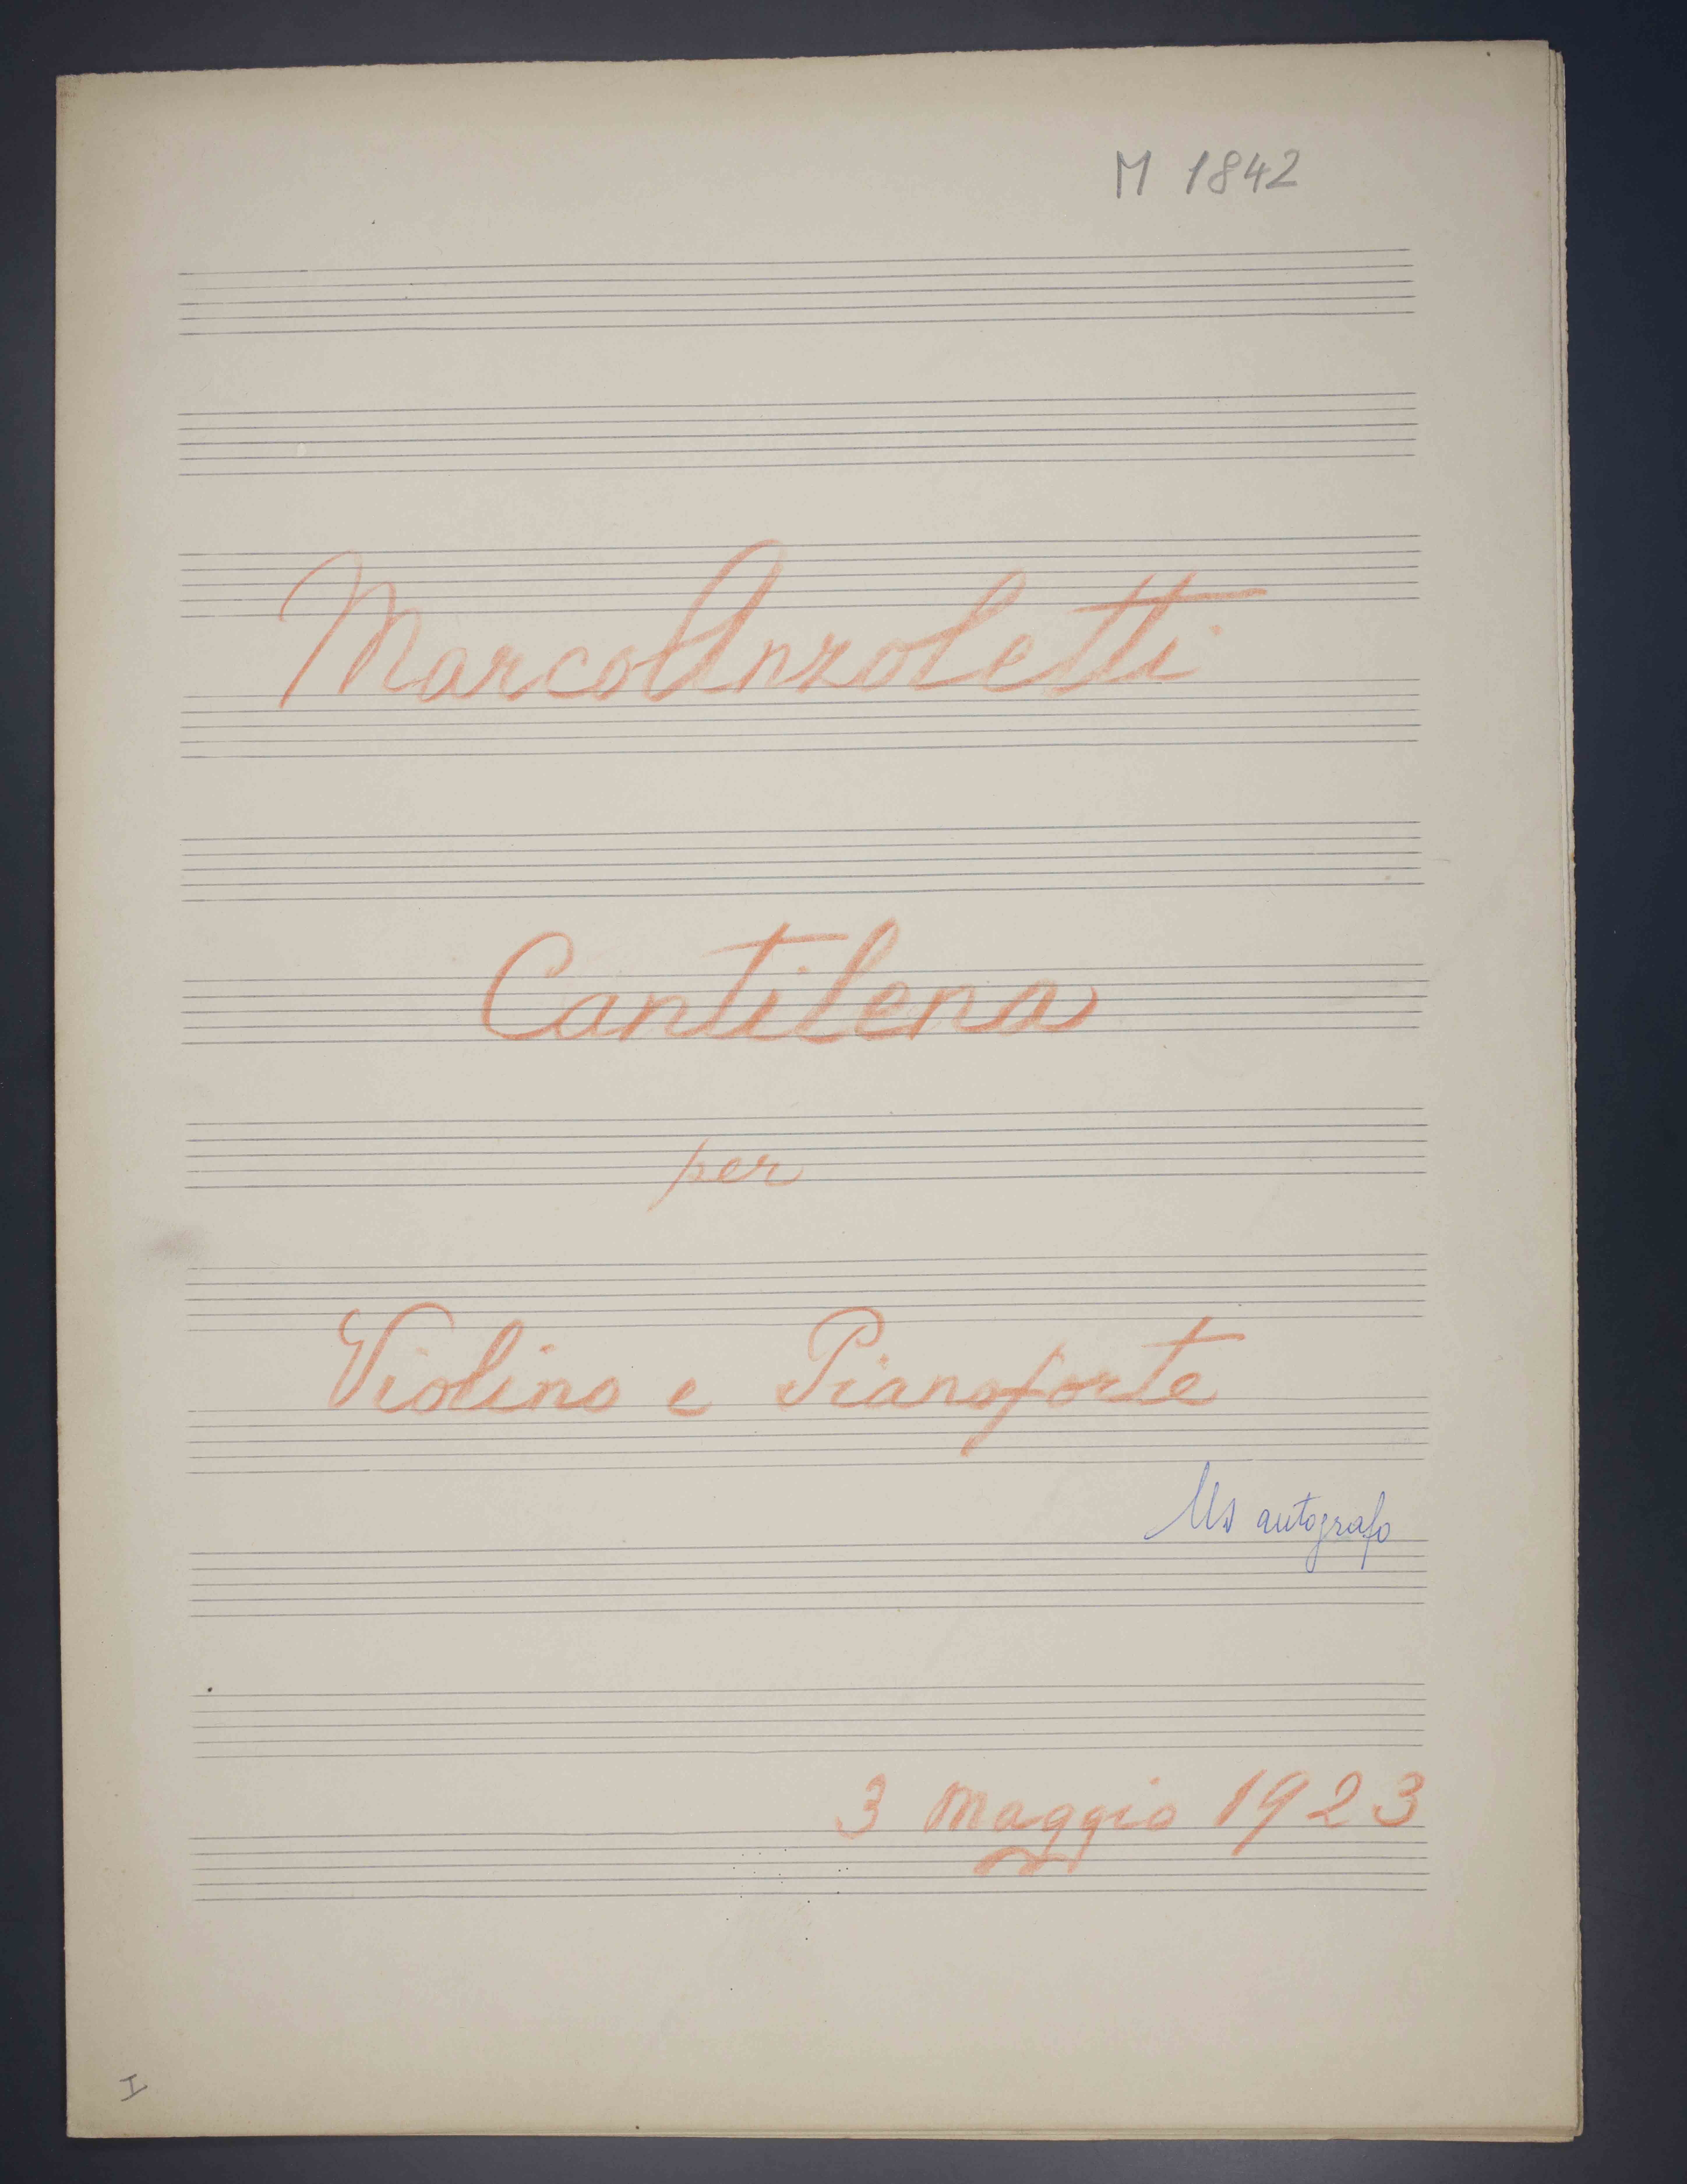 M 1842
Marco Anzoletti
Cantilena
per
Violino e Pianoforte
Ms autografo
3 Maggio 1923
I